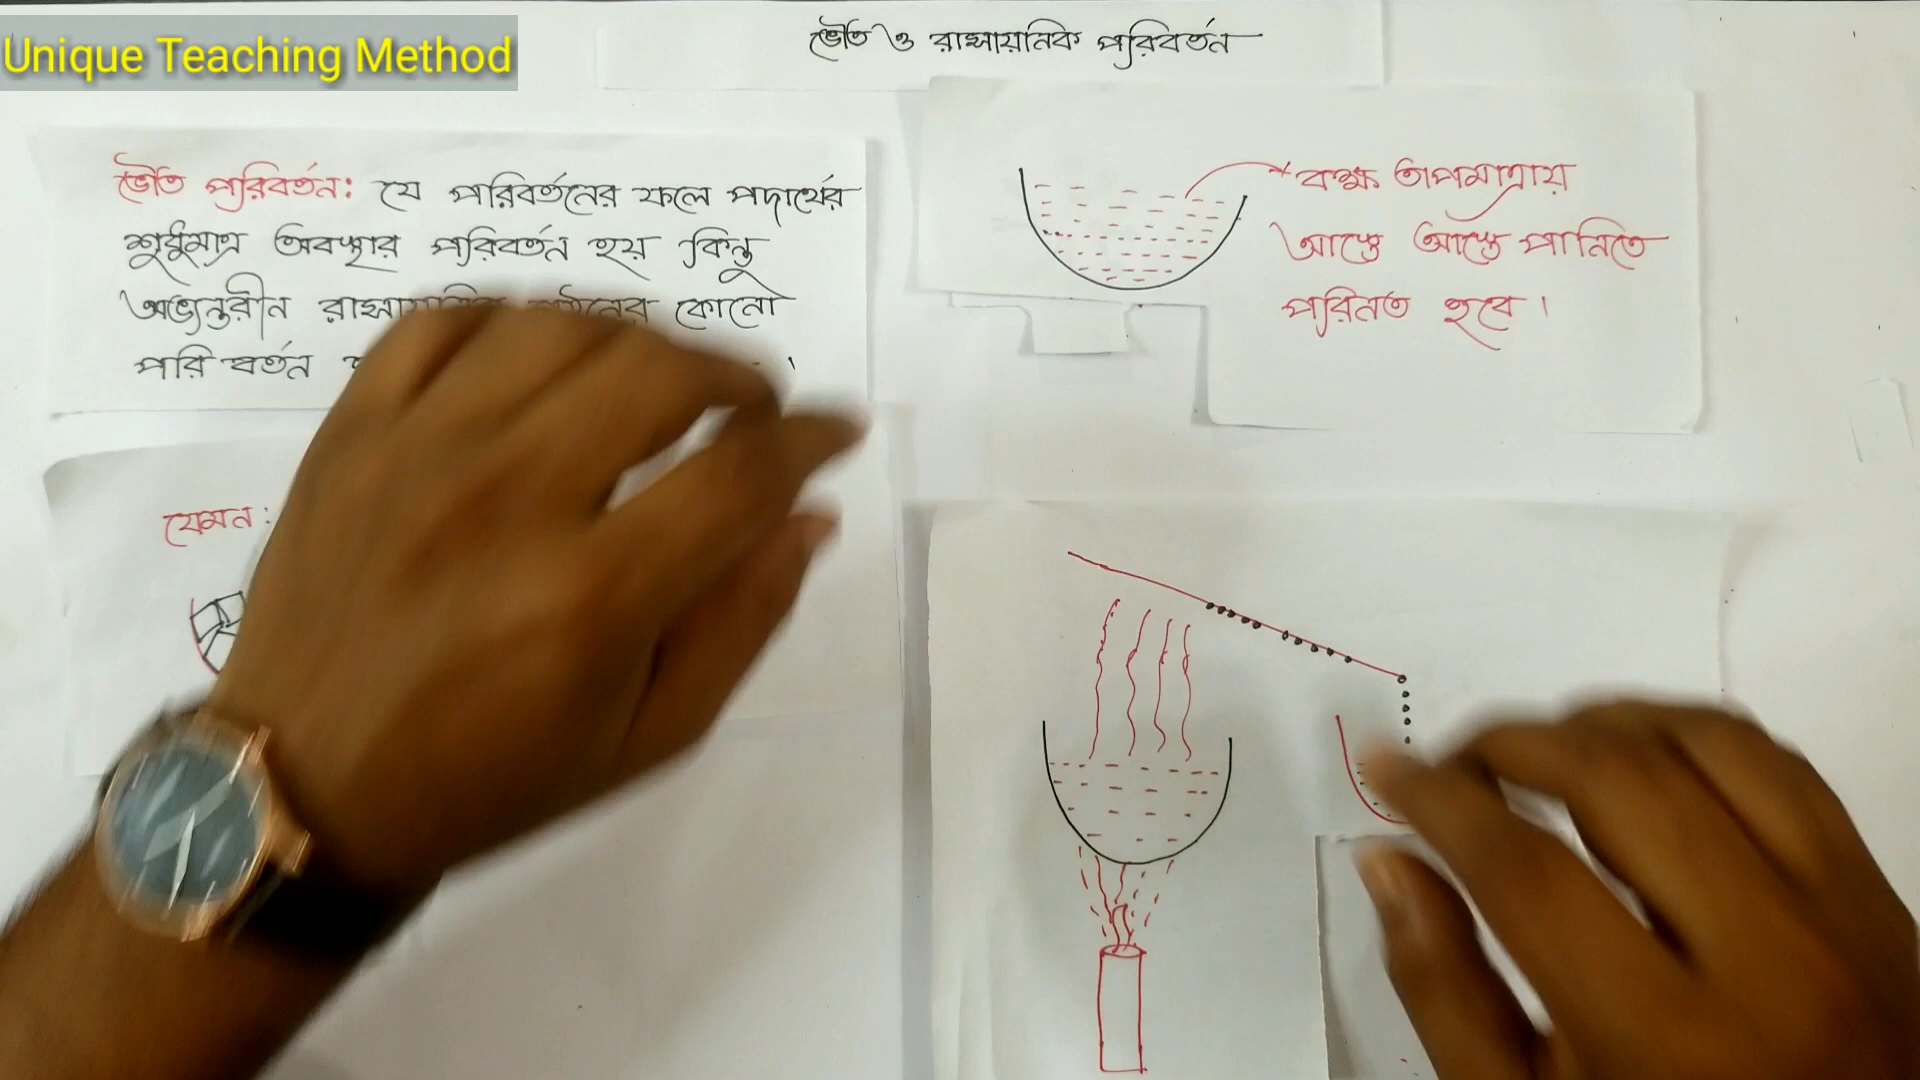 Unique Teaching Method
ভৌত ও রাসায়নিক পরিবর্তন
ভৌত পরিবর্তন: যে পরিবর্তনের ফলে পদার্থের
শুধুমাত্র অবস্থার পরিবর্তন হয় কিন্তু
অভ্যন্তরীন কোনো
পরিবর্তন
যেমন:
কক্ষ তাপমাত্রায়
আস্তে আস্তে পানিতে
পরিনত হবে।